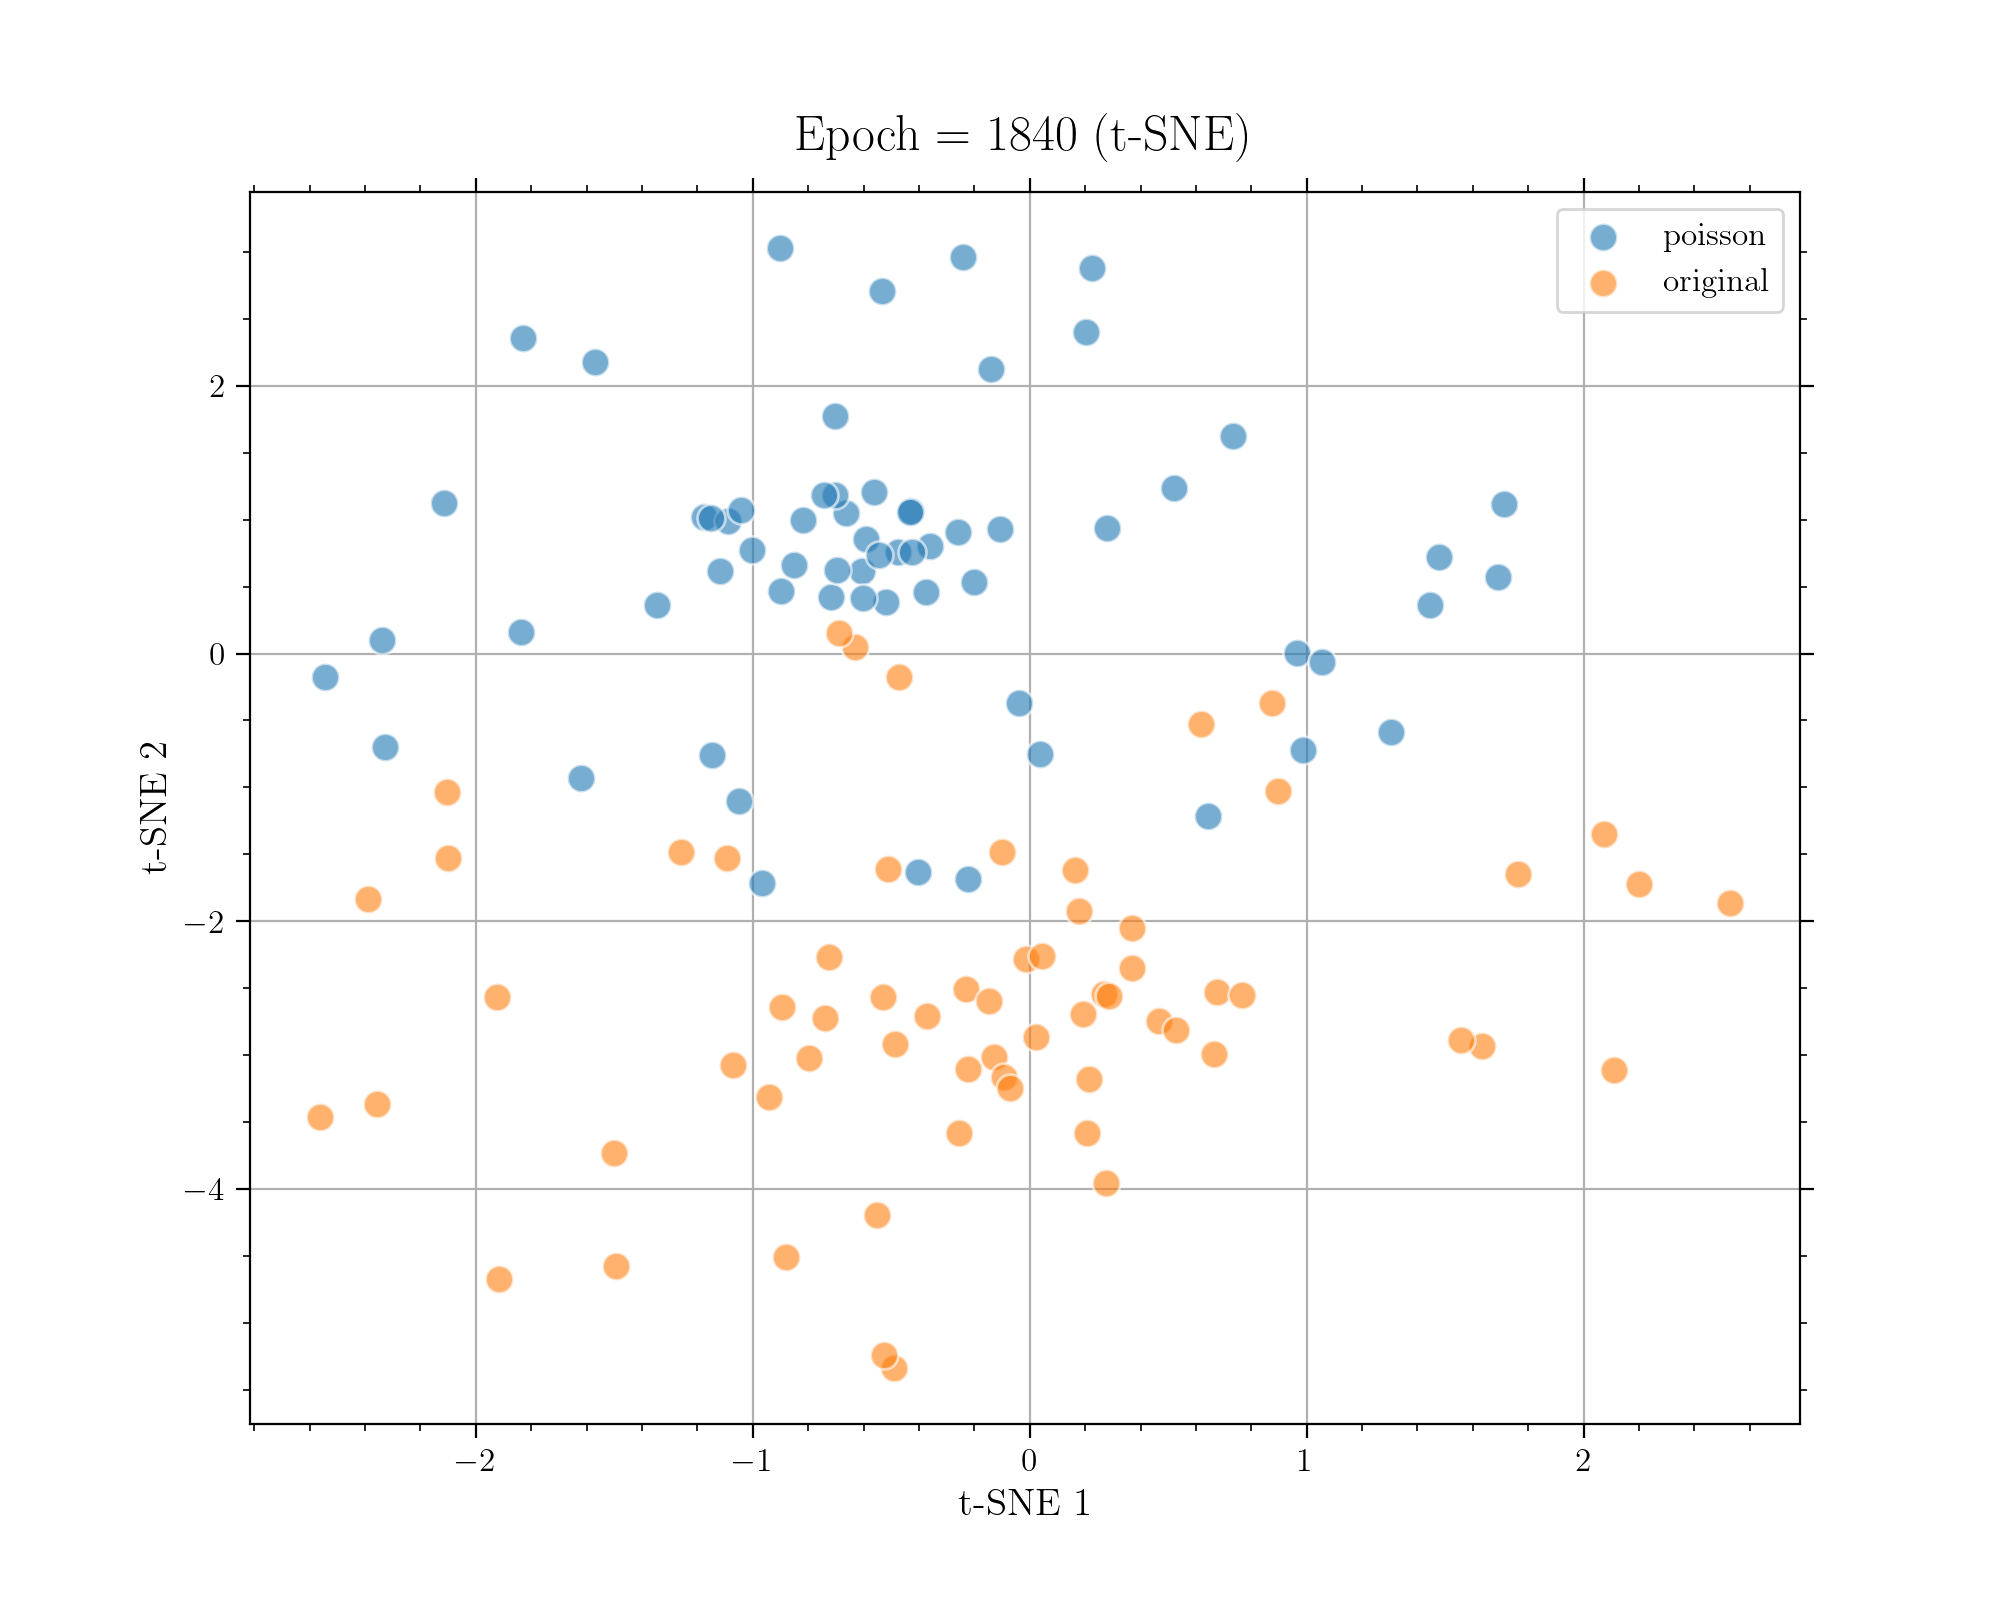 Epoch = 1840 (t-SNE)
poisson
original
2
0
−2
−4
t-SNE 2
−2
−1
0
1
2
t-SNE 1